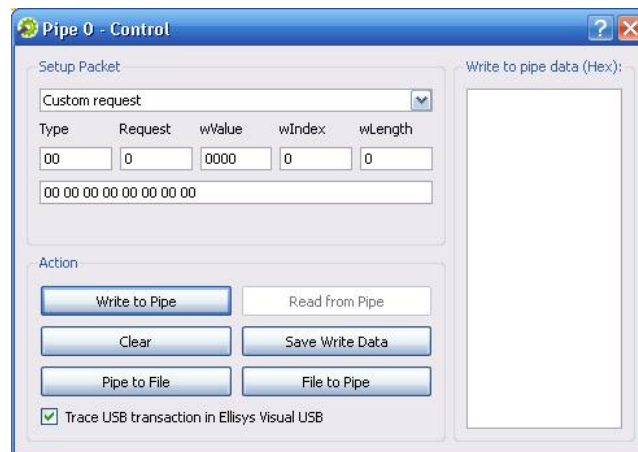 Pipe 0 - Control
Setup Packet
Custom request
Type Request wValue wIndex wLength
00 0 0000 0 0
00 00 00 00 00 00 00 00
Action
Write to Pipe Read from Pipe
Clear Save Write Data
Pipe to File File to Pipe
Trace USB transaction in Ellisys Visual USB
Write to pipe data (Hex):